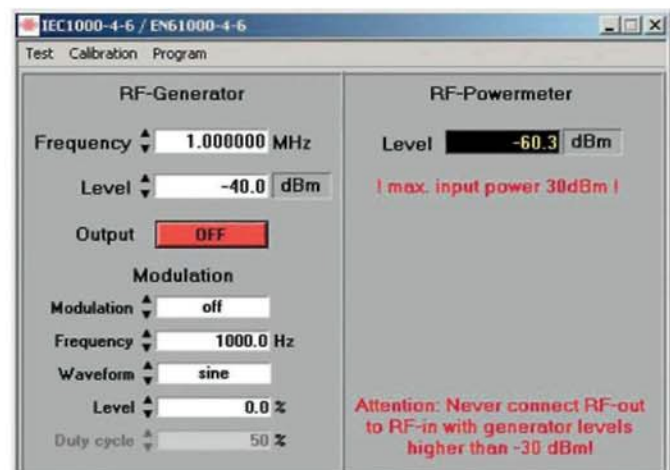 IEC1000-4-6 / EN61000-4-6
Test Calibration Program
RF-Generator
Frequency 1.000000 MHz
Level -40.0 dBm
Output OFF
Modulation
Modulation off
Frequency 1000.0 Hz
Waveform sine
Level 0.0 %
Duty cycle 50 %
RF-Powermeter
Level -60.3 dBm
! max. input power 30dBm !
Attention: Never connect RF-out
to RF-in with generator levels
higher than -30 dBm!